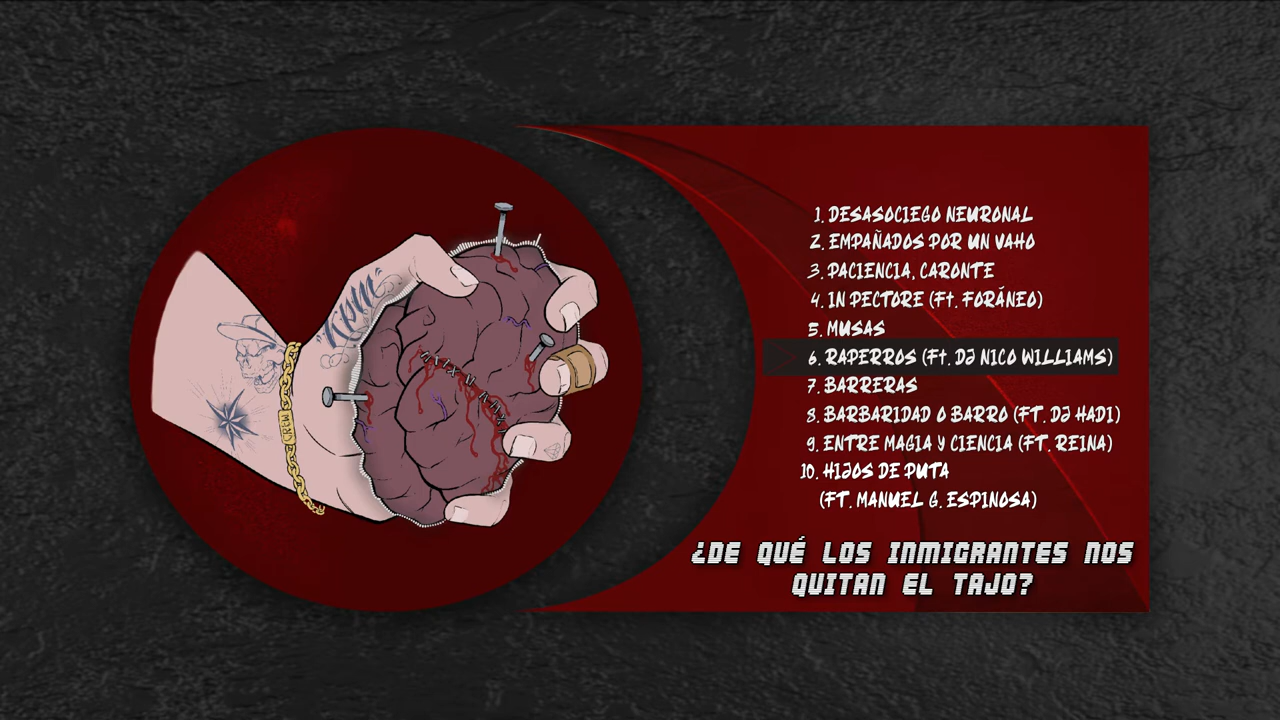 "Kpm"
1. DESASOCIEGO NEURONAL
2. EMPAÑADOS POR UN VAHO
3. PACIENCIA, CARONTE
4. IN PECTORE (Ft. FORÁNEO)
5. MUSAS
6. RAPERROS (Ft. DJ NICO WILLIAMS)
7. BARRERAS
8. BARBARIDAD O BARRO (FT. DJ HADI)
9. ENTRE MAGIA Y CIENCIA (FT. REINA)
10. HIJOS DE PUTA
(FT. MANUEL G. ESPINOSA)
¿DE QUÉ LOS INMIGRANTES NOS
QUITAN EL TAJO?